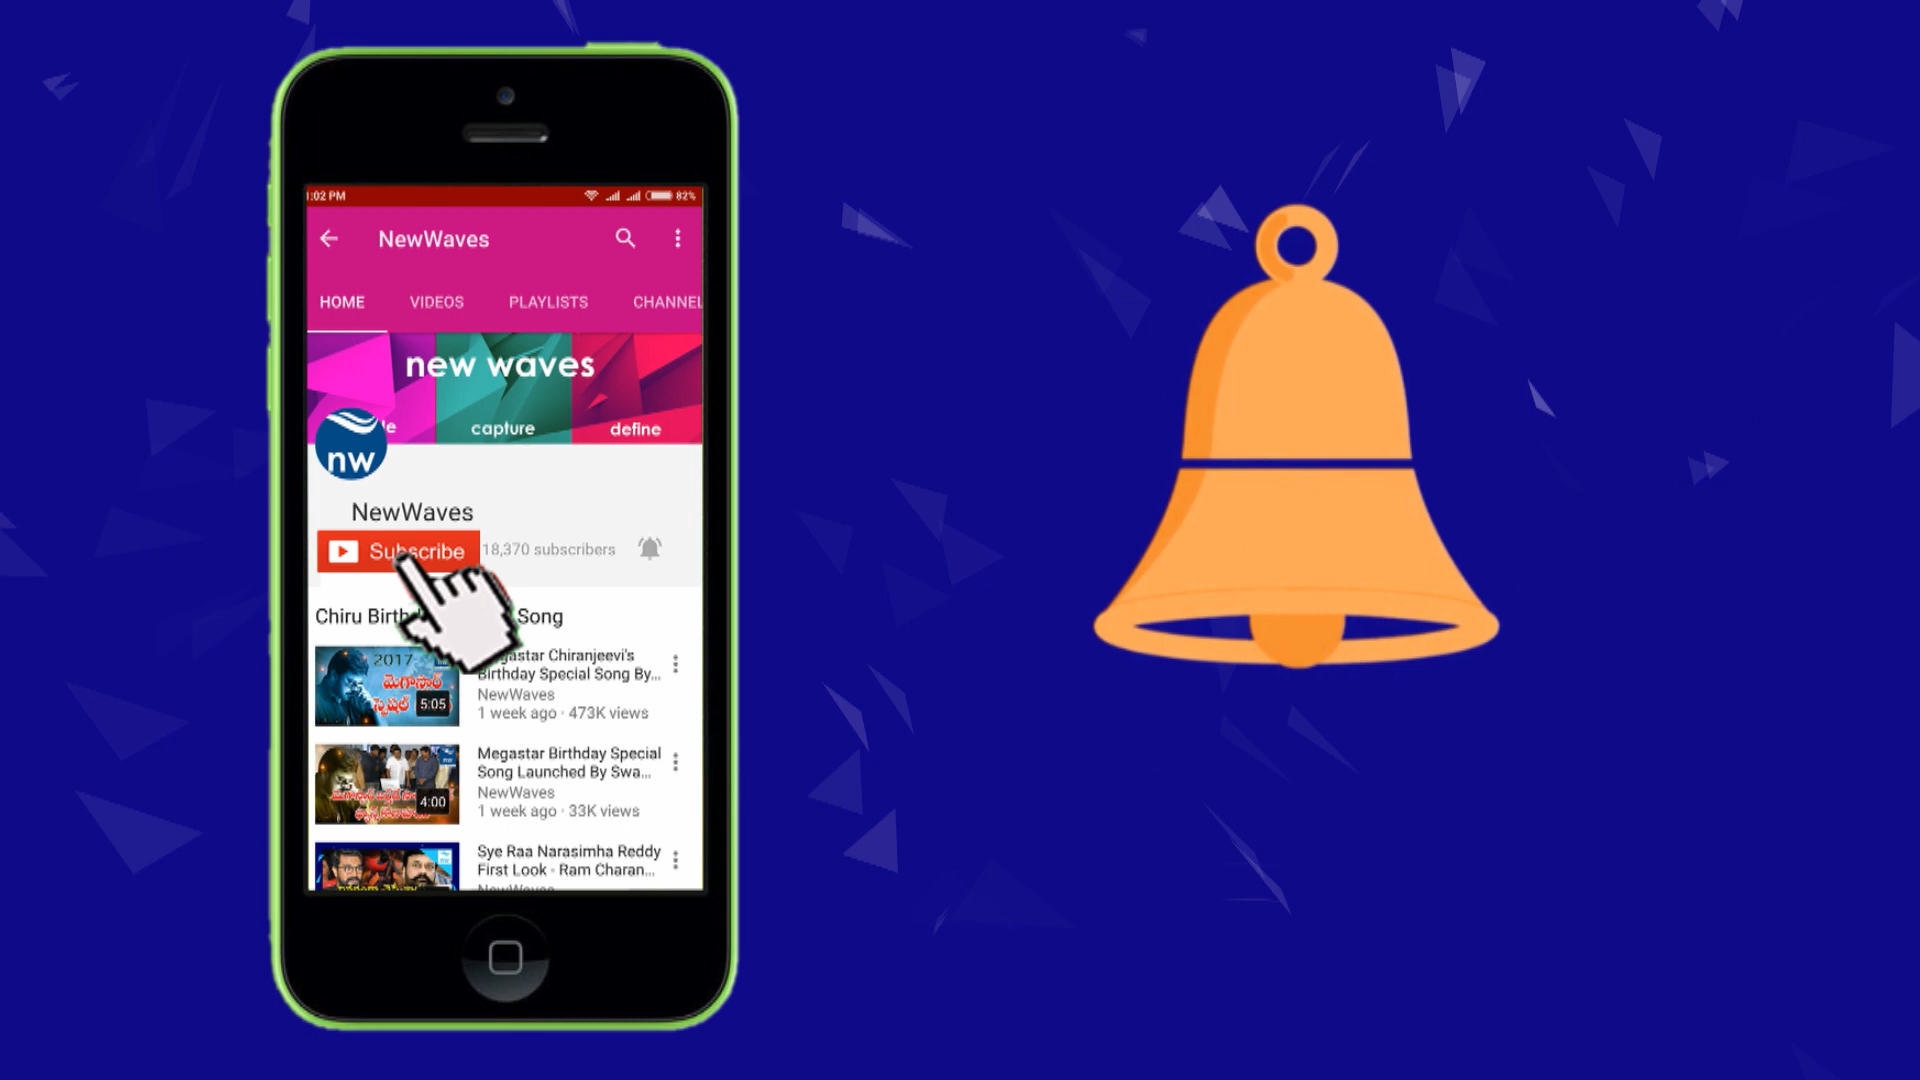 1:02 PM
82%
NewWaves
HOME VIDEOS PLAYLISTS CHANNEL
new waves
capture
define
nw
NewWaves
Subscribe
18,370 subscribers
Song
2017
మెగాస్టార్
స్పెషల్
5:05
Chiranjeevi's
Birthday Special Song By...
NewWaves
1 week ago · 473K views
4:00
Megastar Birthday Special
Song Launched By Swa...
NewWaves
1 week ago · 33K views
Sye Raa Narasimha Reddy
First Look - Ram Charan...
NewWaves